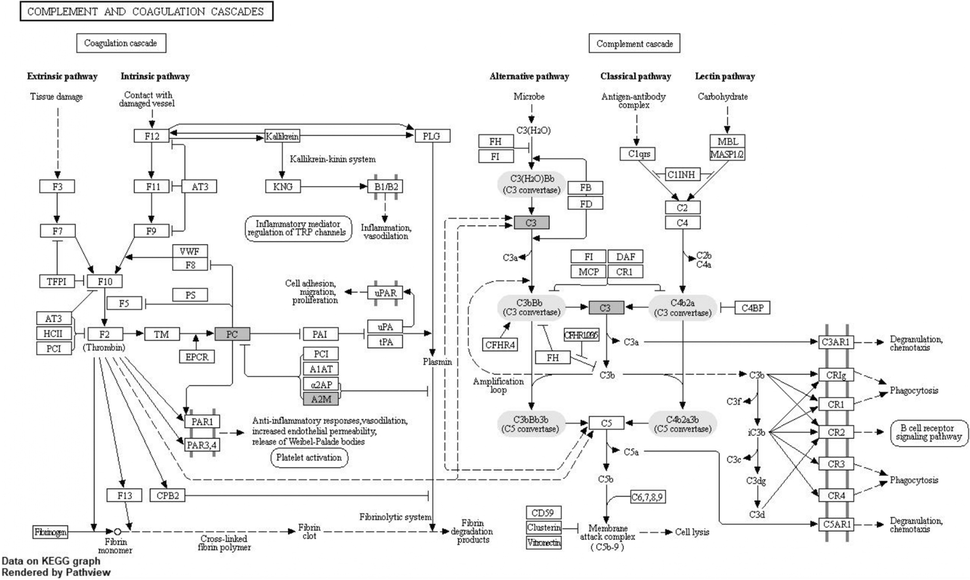 COMPLEMENT AND COAGULATION CASCADES
Coagulation cascade
Complement cascade
Extrinsic pathway
Intrinsic pathway
Alternative pathway
Classical pathway
Lectin pathway
Tissue damage
Contact with
damaged vessel
Microbe
Antigen-antibody
complex
Carbohydrate
F12
Kallikrein
PLG
C3(H2O)
FH
FI
C1qrs
MBL
MASP1/2
Kallikrein-kinin system
C1INH
F3
F11
AT3
KNG
B1/B2
C3(H2O)Bb
(C3 convertase)
FB
FD
C2
C4
F7
F9
Inflammatory mediator
regulation of TRP channels
Inflammation,
vasodilation
C3
VWF
F8
C3a
FI
DAF
MCP
CR1
C2b
C4a
TFPI
F10
F5
PS
Cell adhesion,
migration,
proliferation
uPAR
C3bBb
(C3 convertase)
C3
C4b2a
(C3 convertase)
C4BP
AT3
HCII
PCI
F2
(Thrombin)
TM
PC
PAI
uPA
tPA
EPCR
CFHR4
FH
C3a
C3AR1
Degranulation,
chemotaxis
PCI
A1AT
α2AP
A2M
Plasmin
Amplification
loop
C3b
C3b
CRIg
Phagocytosis
C3f
CR1
PAR1
PAR3,4
Anti-inflammatory responses,vasodilation,
increased endothelial permeability,
release of Weibel-Palade bodies
Platelet activation
C3bBb3b
(C5 convertase)
C5
C4b2a3b
(C5 convertase)
iC3b
CR2
B cell receptor
signaling pathway
C5a
C3c
CR3
C3dg
Phagocytosis
F13
CPB2
C5b
C6,7,8,9
CR4
C3d
Fibrinolytic system
CD59
Clusterin
Vitronectin
C5AR1
Degranulation,
chemotaxis
Fibrinogen
Fibrin
monomer
Cross-linked
fibrin polymer
Fibrin
clot
Fibrin
degradation
products
Membrane
attack complex
(C5b-9)
Cell lysis
Data on KEGG graph
Rendered by Pathview